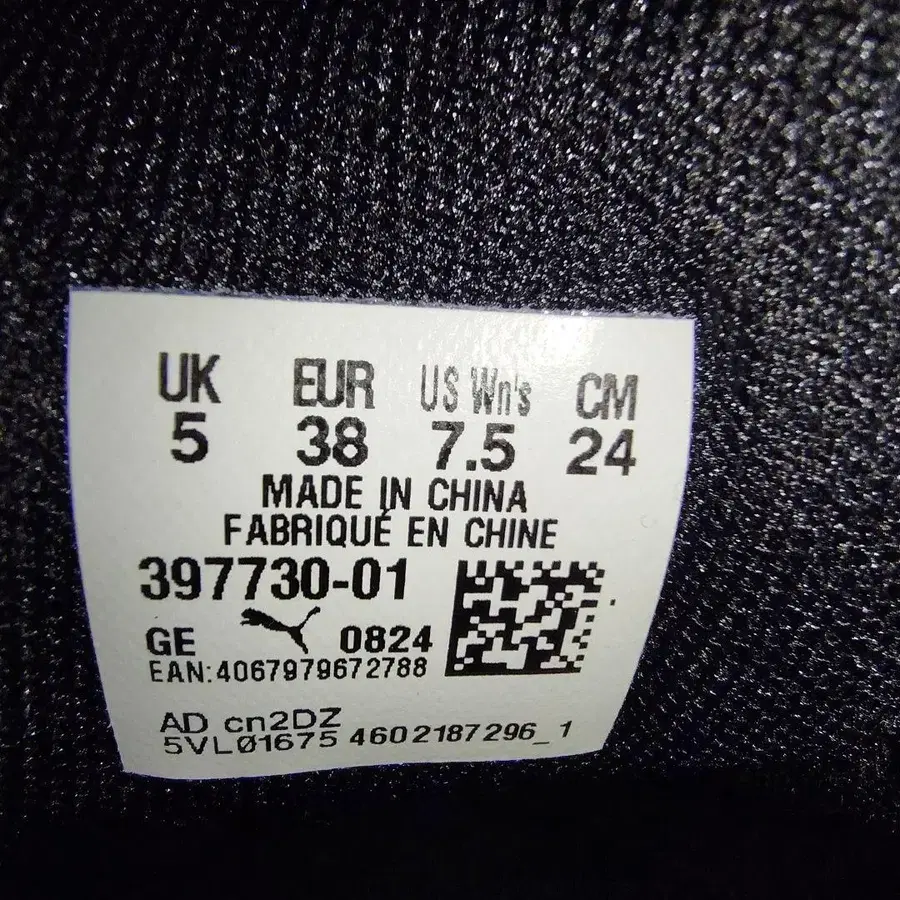 UK EUR US Wn's CM
5 38 7.5 24
MADE IN CHINA
FABRIQUÉ EN CHINE
397730-01
GE 0824
EAN:4067979672788
AD cn2DZ
5VLØ1675 4602187296_1